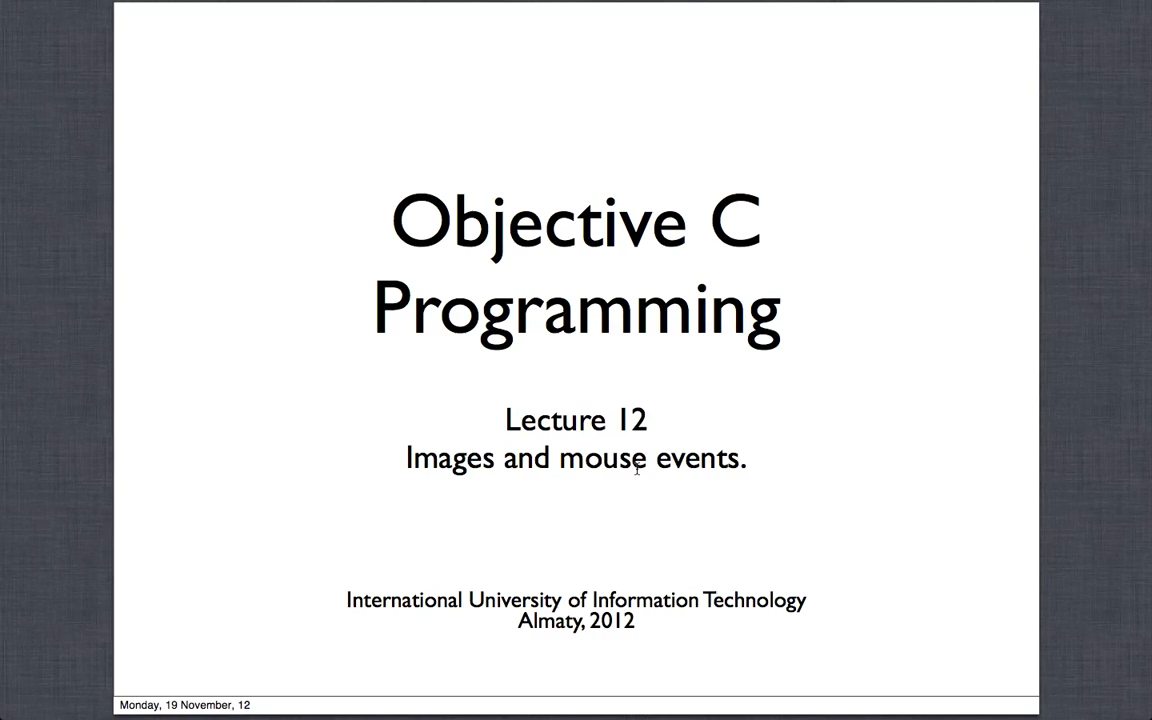 Objective C
Programming
Lecture 12
Images and mouse events.
International University of Information Technology
Almaty, 2012
Monday, 19 November, 12